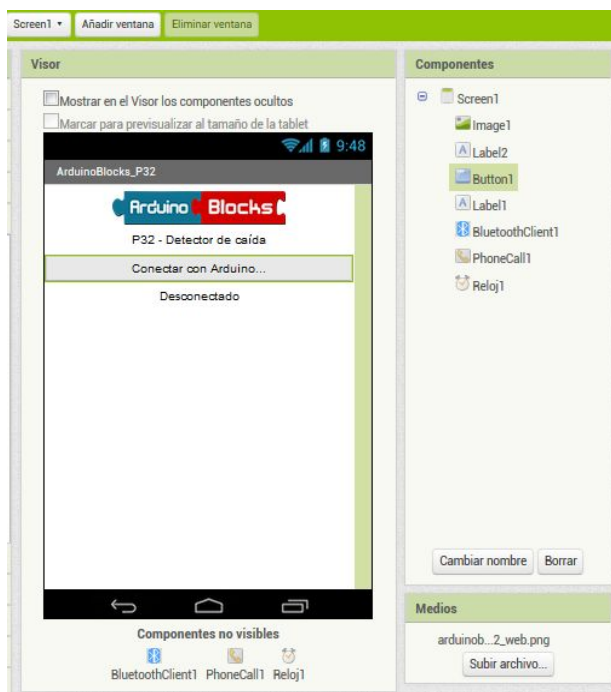 Screen1 Añadir ventana Eliminar ventana
Visor
Mostrar en el Visor los componentes ocultos
Marcar para previsualizar al tamaño de la tablet
9:48
ArduinoBlocks_P32
Arduino Blocks
P32 - Detector de caída
Conectar con Arduino...
Desconectado
Componentes no visibles
BluetoothClient1 PhoneCall1 Reloj1
Componentes
Screen1
Image1
A Label2
Button1
A Label1
BluetoothClient1
PhoneCall1
Reloj1
Cambiar nombre Borrar
Medios
arduinob...2_web.png
Subir archivo...